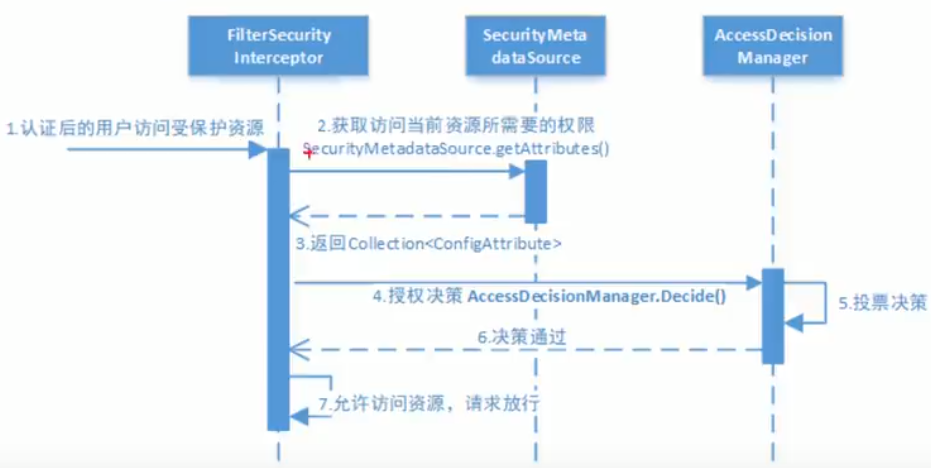 FilterSecurity
Interceptor
SecurityMeta
dataSource
AccessDecision
Manager
1.认证后的用户访问受保护资源
2.获取访问当前资源所需要的权限
SecurityMetadataSource.getAttributes()
3.返回Collection<ConfigAttribute>
4.授权决策 AccessDecisionManager.Decide()
5.投票决策
6.决策通过
7.允许访问资源，请求放行